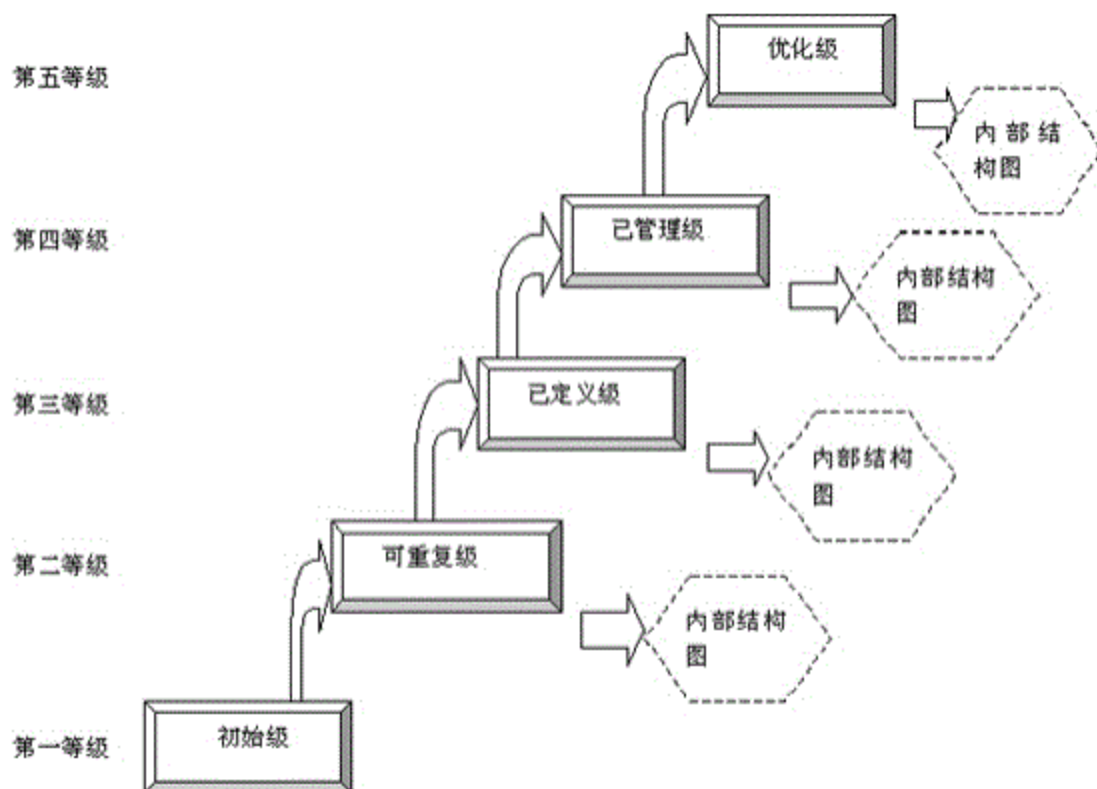 优化级
第五等级
内部结
构图
第四等级
已管理级
内部结构
图
第三等级
已定义级
内部结构
图
第二等级
可重复级
内部结构
图
第一等级
初始级